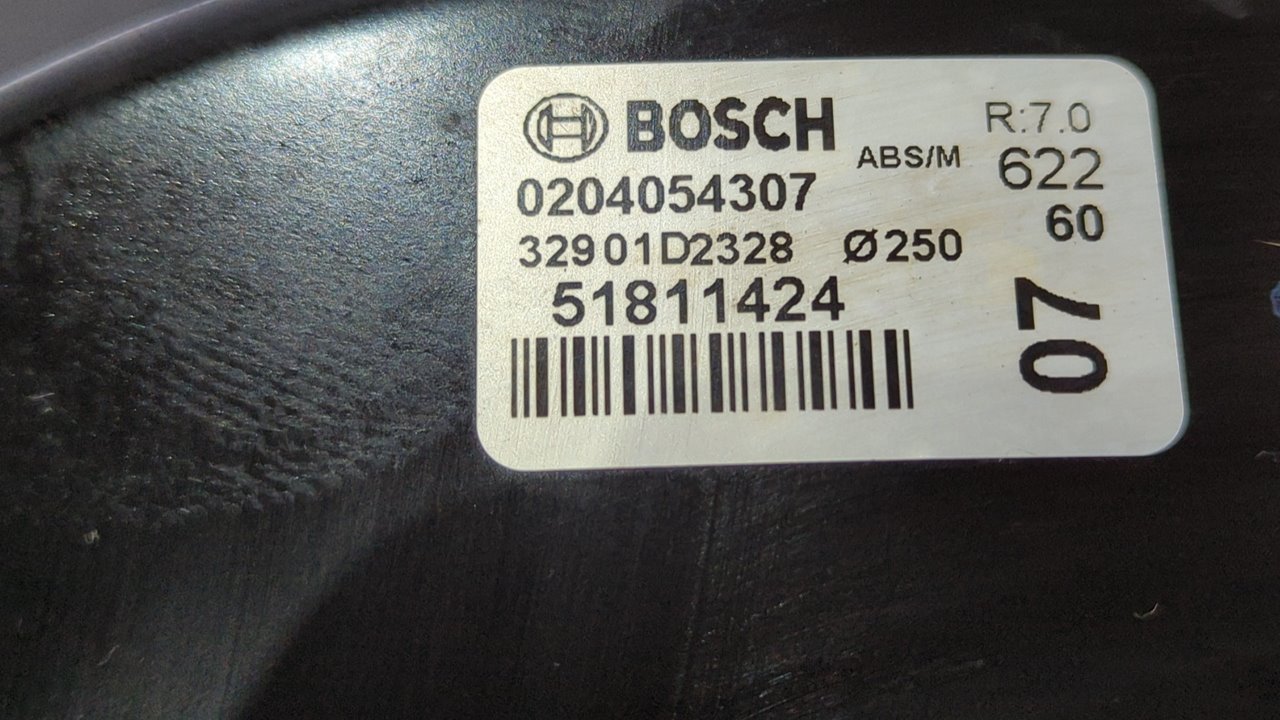 BOSCH
R:7.0
ABS/M
622
0204054307
60
32901D2328 Ø250
51811424
07